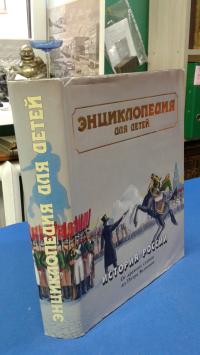 ЭНЦИКЛОПЕДИЯ
ДЛЯ ДЕТЕЙ
ИСТОРИЯ РОССИИ
ЭНЦИКЛОПЕДИЯ ДЛЯ ДЕТЕЙ